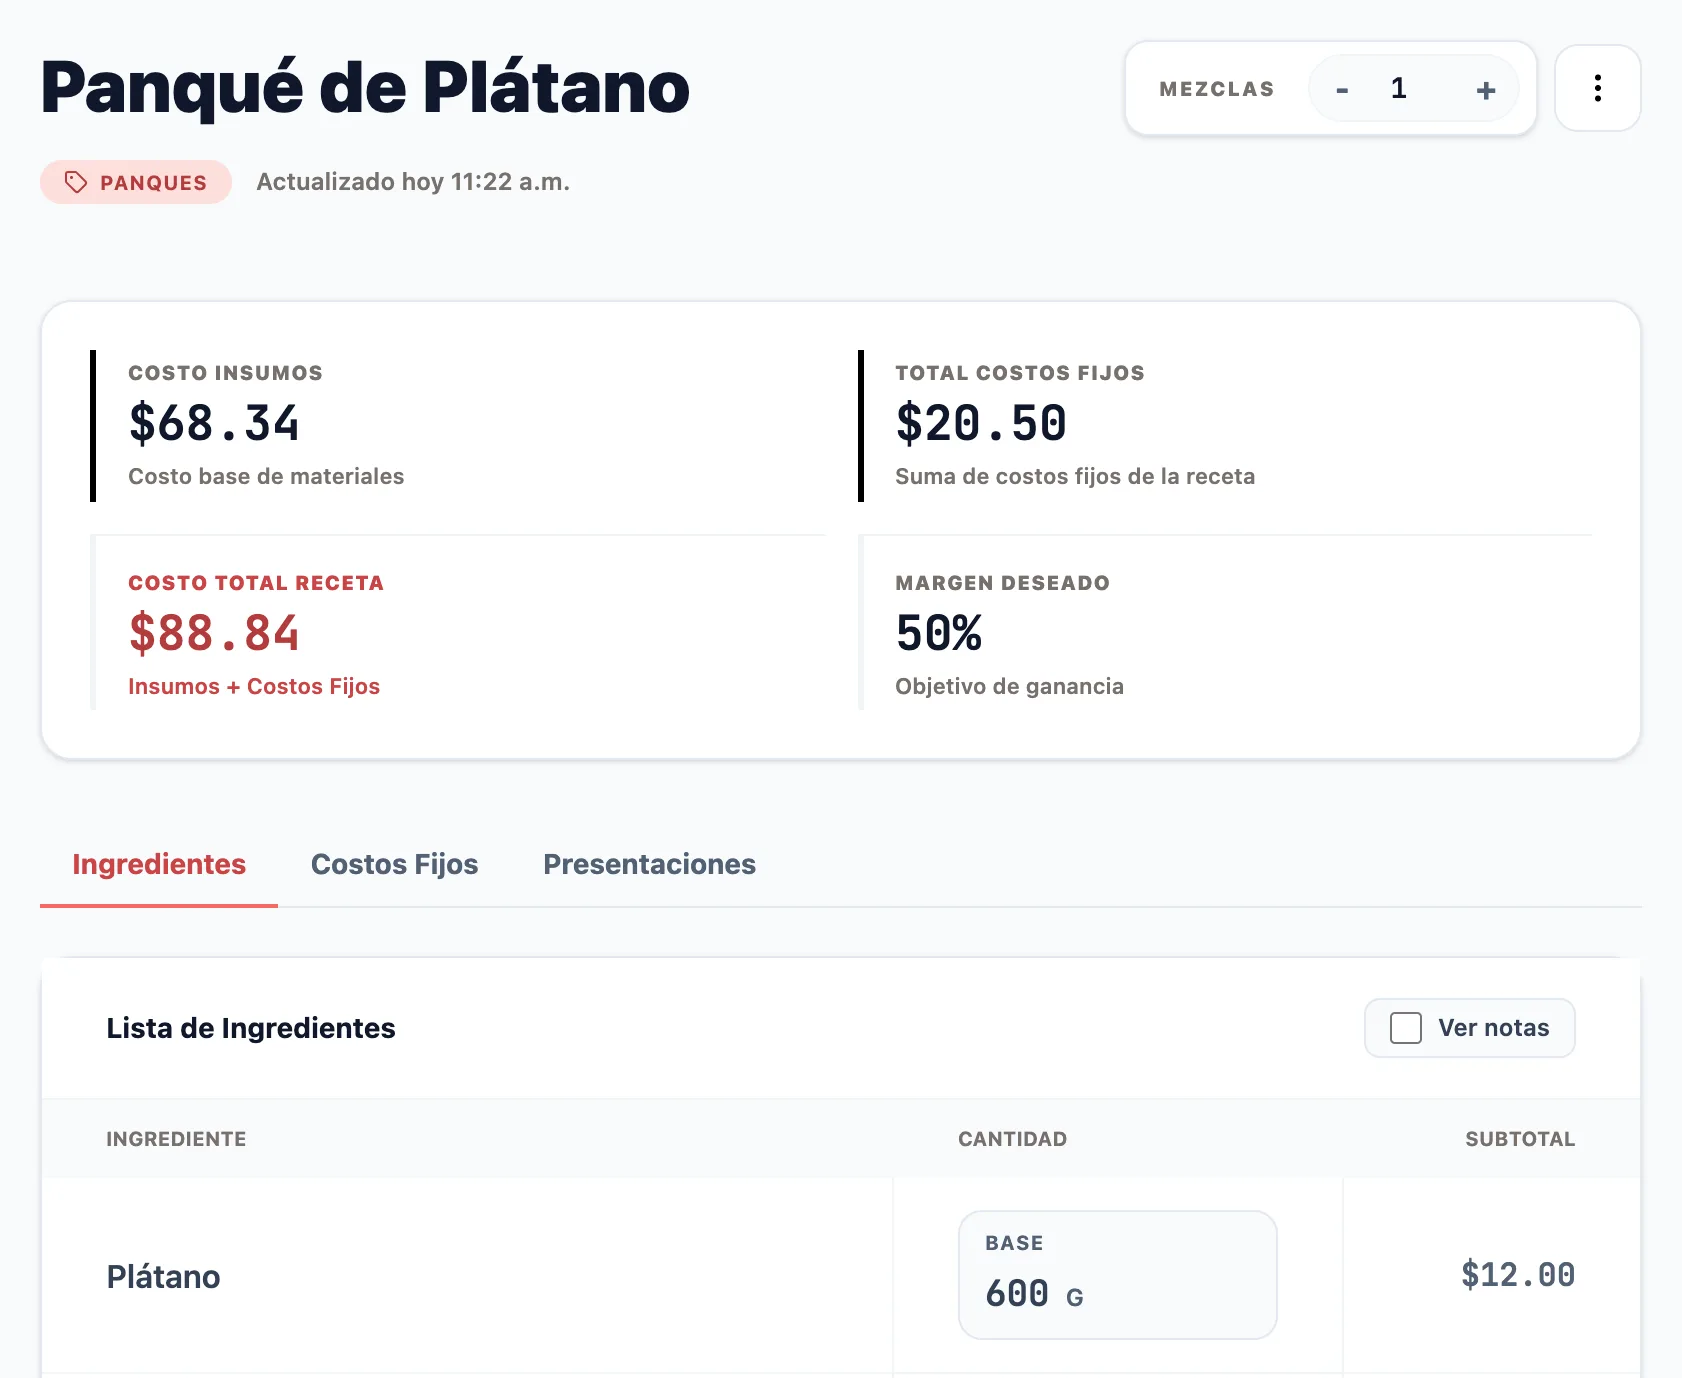 Panqué de Plátano
MEZCLAS - 1 +
PANQUES Actualizado hoy 11:22 a.m.
COSTO INSUMOS
$68.34
Costo base de materiales
TOTAL COSTOS FIJOS
$20.50
Suma de costos fijos de la receta
COSTO TOTAL RECETA
$88.84
Insumos + Costos Fijos
MARGEN DESEADO
50%
Objetivo de ganancia
Ingredientes Costos Fijos Presentaciones
Lista de Ingredientes
Ver notas
INGREDIENTE CANTIDAD SUBTOTAL
Plátano
BASE
600 G
$12.00